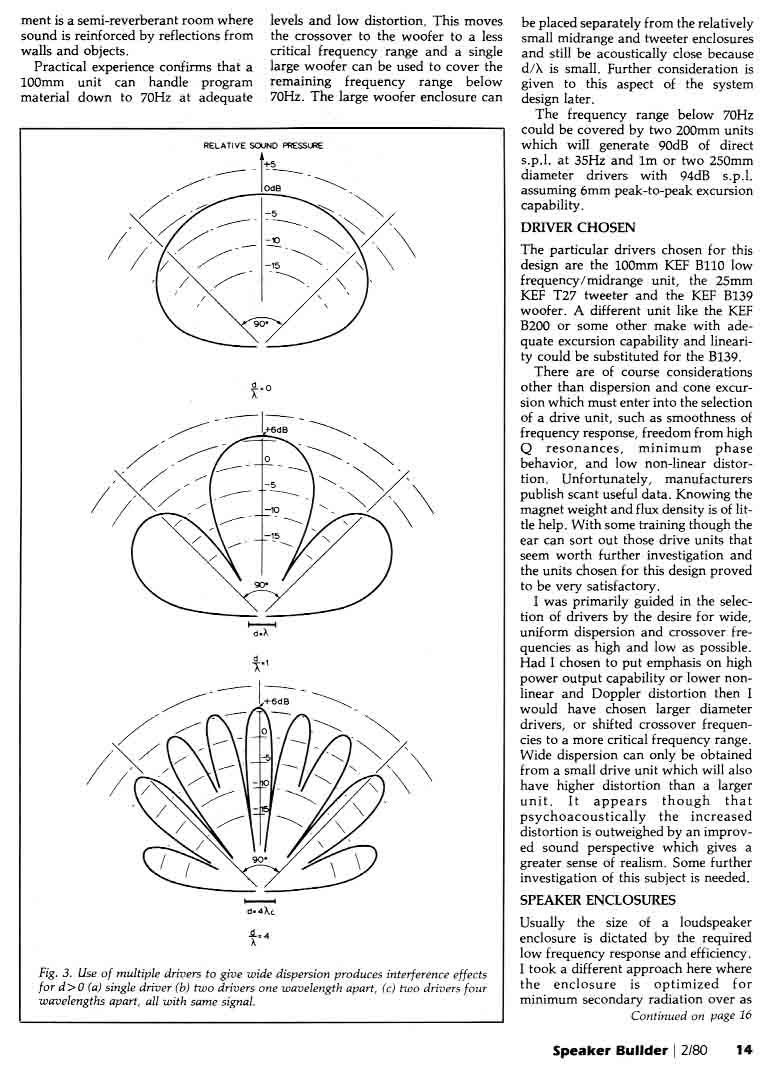 ment is a semi-reverberant room where
sound is reinforced by reflections from
walls and objects.
Practical experience confirms that a
100mm unit can handle program
material down to 70Hz at adequate
levels and low distortion. This moves
the crossover to the woofer to a less
critical frequency range and a single
large woofer can be used to cover the
remaining frequency range below
70Hz. The large woofer enclosure can
RELATIVE SOUND PRESSURE
+5
0dB
-5
-10
-15
90°
d/λ=0
+6dB
0
-5
-10
-15
90°
d=λ
d/λ=1
+6dB
0
-5
-10
-15
90°
d=4λc
d/λ=4
Fig. 3. Use of multiple drivers to give wide dispersion produces interference effects
for d>0 (a) single driver (b) two drivers one wavelength apart, (c) two drivers four
wavelengths apart, all with same signal.
be placed separately from the relatively
small midrange and tweeter enclosures
and still be acoustically close because
d/λ is small. Further consideration is
given to this aspect of the system
design later.
The frequency range below 70Hz
could be covered by two 200mm units
which will generate 90dB of direct
s.p.l. at 35Hz and 1m or two 250mm
diameter drivers with 94dB s.p.l.
assuming 6mm peak-to-peak excursion
capability.
DRIVER CHOSEN
The particular drivers chosen for this
design are the 100mm KEF B110 low
frequency/midrange unit, the 25mm
KEF T27 tweeter and the KEF B139
woofer. A different unit like the KEF
B200 or some other make with ade-
quate excursion capability and lineari-
ty could be substituted for the B139.
There are of course considerations
other than dispersion and cone excur-
sion which must enter into the selection
of a drive unit, such as smoothness of
frequency response, freedom from high
Q resonances, minimum phase
behavior, and low non-linear distor-
tion. Unfortunately, manufacturers
publish scant useful data. Knowing the
magnet weight and flux density is of lit-
tle help. With some training though the
ear can sort out those drive units that
seem worth further investigation and
the units chosen for this design proved
to be very satisfactory.
I was primarily guided in the selec-
tion of drivers by the desire for wide,
uniform dispersion and crossover fre-
quencies as high and low as possible.
Had I chosen to put emphasis on high
power output capability or lower non-
linear and Doppler distortion then I
would have chosen larger diameter
drivers, or shifted crossover frequen-
cies to a more critical frequency range.
Wide dispersion can only be obtained
from a small drive unit which will also
have higher distortion than a larger
unit. It appears though that
psychoacoustically the increased
distortion is outweighed by an improv-
ed sound perspective which gives a
greater sense of realism. Some further
investigation of this subject is needed.
SPEAKER ENCLOSURES
Usually the size of a loudspeaker
enclosure is dictated by the required
low frequency response and efficiency.
I took a different approach here where
the enclosure is optimized for
minimum secondary radiation over as
Continued on page 16
Speaker Builder | 2/80 14